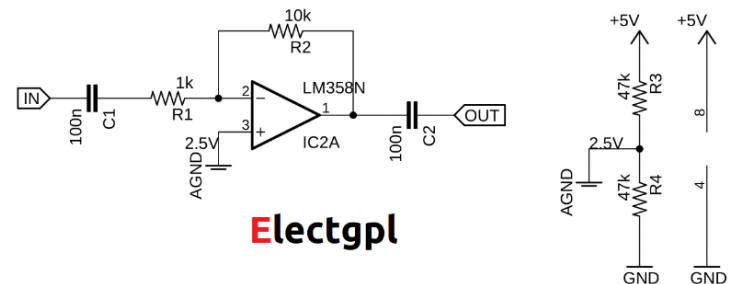 10k
R2
1k
R1
IN
100n
C1
2
3
2.5V
AGND
LM358N
1
IC2A
100n
C2
OUT
Electgpl
+5V
+5V
47k
R3
8
2.5V
AGND
47k
R4
4
GND
GND